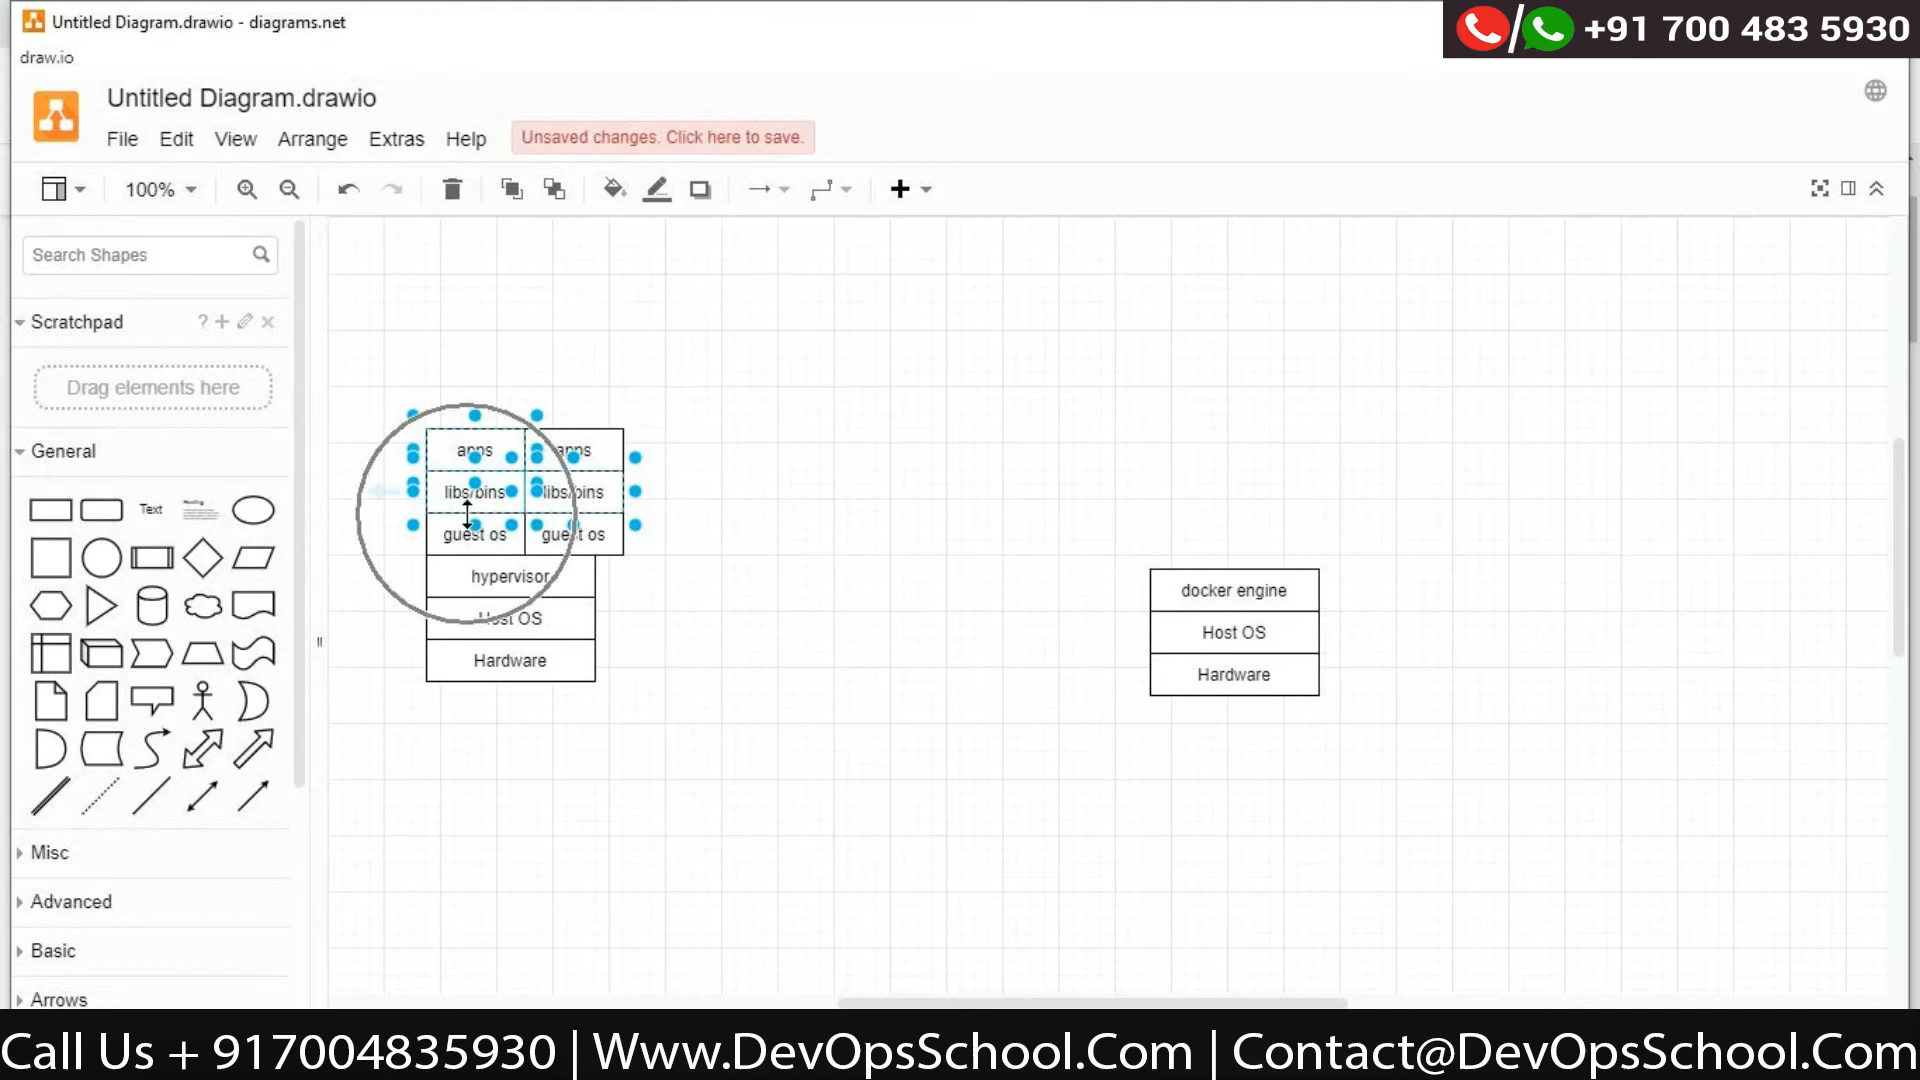 Untitled Diagram.drawio - diagrams.net
+91 700 483 5930
draw.io
Untitled Diagram.drawio
File Edit View Arrange Extras Help Unsaved changes. Click here to save.
100%
Search Shapes
Scratchpad
Drag elements here
General
Text
Heading
apps apps
libs/bins libs/bins
guest os guest os
hypervisor
Host OS
Hardware
docker engine
Host OS
Hardware
Misc
Advanced
Basic
Arrows
Call Us + 917004835930 | Www.DevOpsSchool.Com | Contact@DevOpsSchool.Com